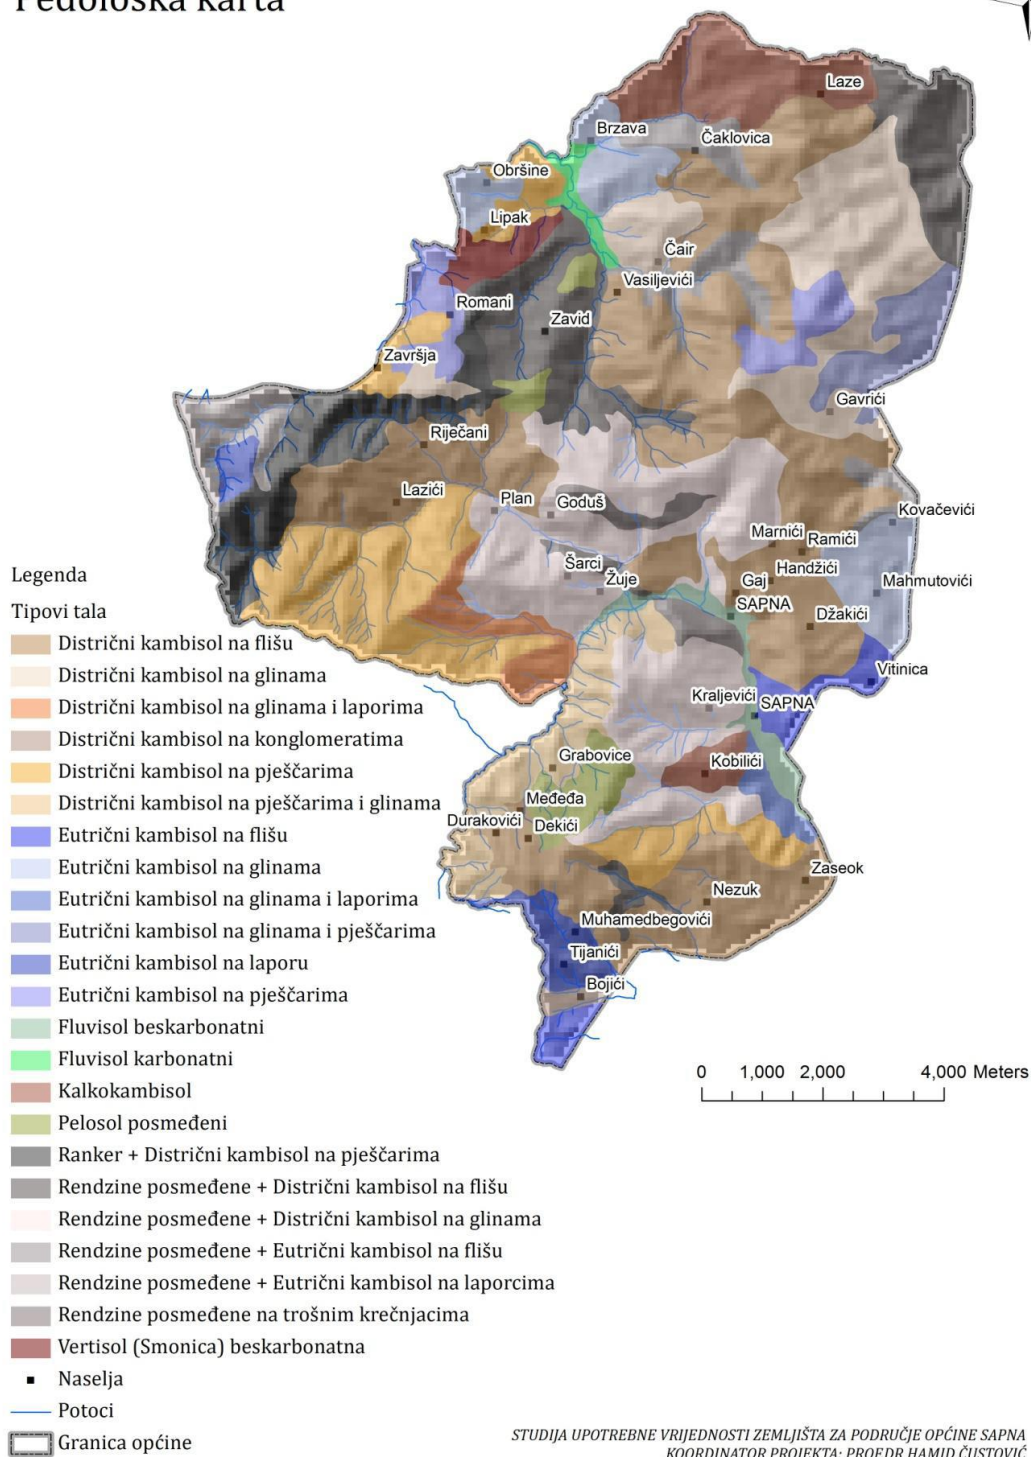 Pedološka karta
Laze
Brzava
Čaklovica
Obršine
Lipak
Čair
Vasiljevići
Romani
Zavid
Završja
Gavrići
Riječani
Lazići
Plan
Goduš
Kovačevići
Marnići
Ramići
Šarci
Handžići
Žuje
Gaj
Mahmutovići
SAPNA
Džakići
Vitinica
Kraljevići
SAPNA
Grabovice
Kobilići
Međeđa
Durakovići
Dekići
Zaseok
Nezuk
Muhamedbegovići
Tijanići
Bojići
Legenda
Tipovi tala
Distrični kambisol na flišu
Distrični kambisol na glinama
Distrični kambisol na glinama i laporima
Distrični kambisol na konglomeratima
Distrični kambisol na pješčarima
Distrični kambisol na pješčarima i glinama
Eutrični kambisol na flišu
Eutrični kambisol na glinama
Eutrični kambisol na glinama i laporima
Eutrični kambisol na glinama i pješčarima
Eutrični kambisol na laporu
Eutrični kambisol na pješčarima
Fluvisol beskarbonatni
Fluvisol karbonatni
Kalkokambisol
Pelosol posmeđeni
Ranker + Distrični kambisol na pješčarima
Rendzine posmeđene + Distrični kambisol na flišu
Rendzine posmeđene + Distrični kambisol na glinama
Rendzine posmeđene + Eutrični kambisol na flišu
Rendzine posmeđene + Eutrični kambisol na laporcima
Rendzine posmeđene na trošnim krečnjacima
Vertisol (Smonica) beskarbonatna
Naselja
Potoci
Granica općine
0 1,000 2,000 4,000 Meters
STUDIJA UPOTREBNE VRIJEDNOSTI ZEMLJIŠTA ZA PODRUČJE OPĆINE SAPNA
KOORDINATOR PROJEKTA: PROF.DR HAMID ČUSTOVIĆ